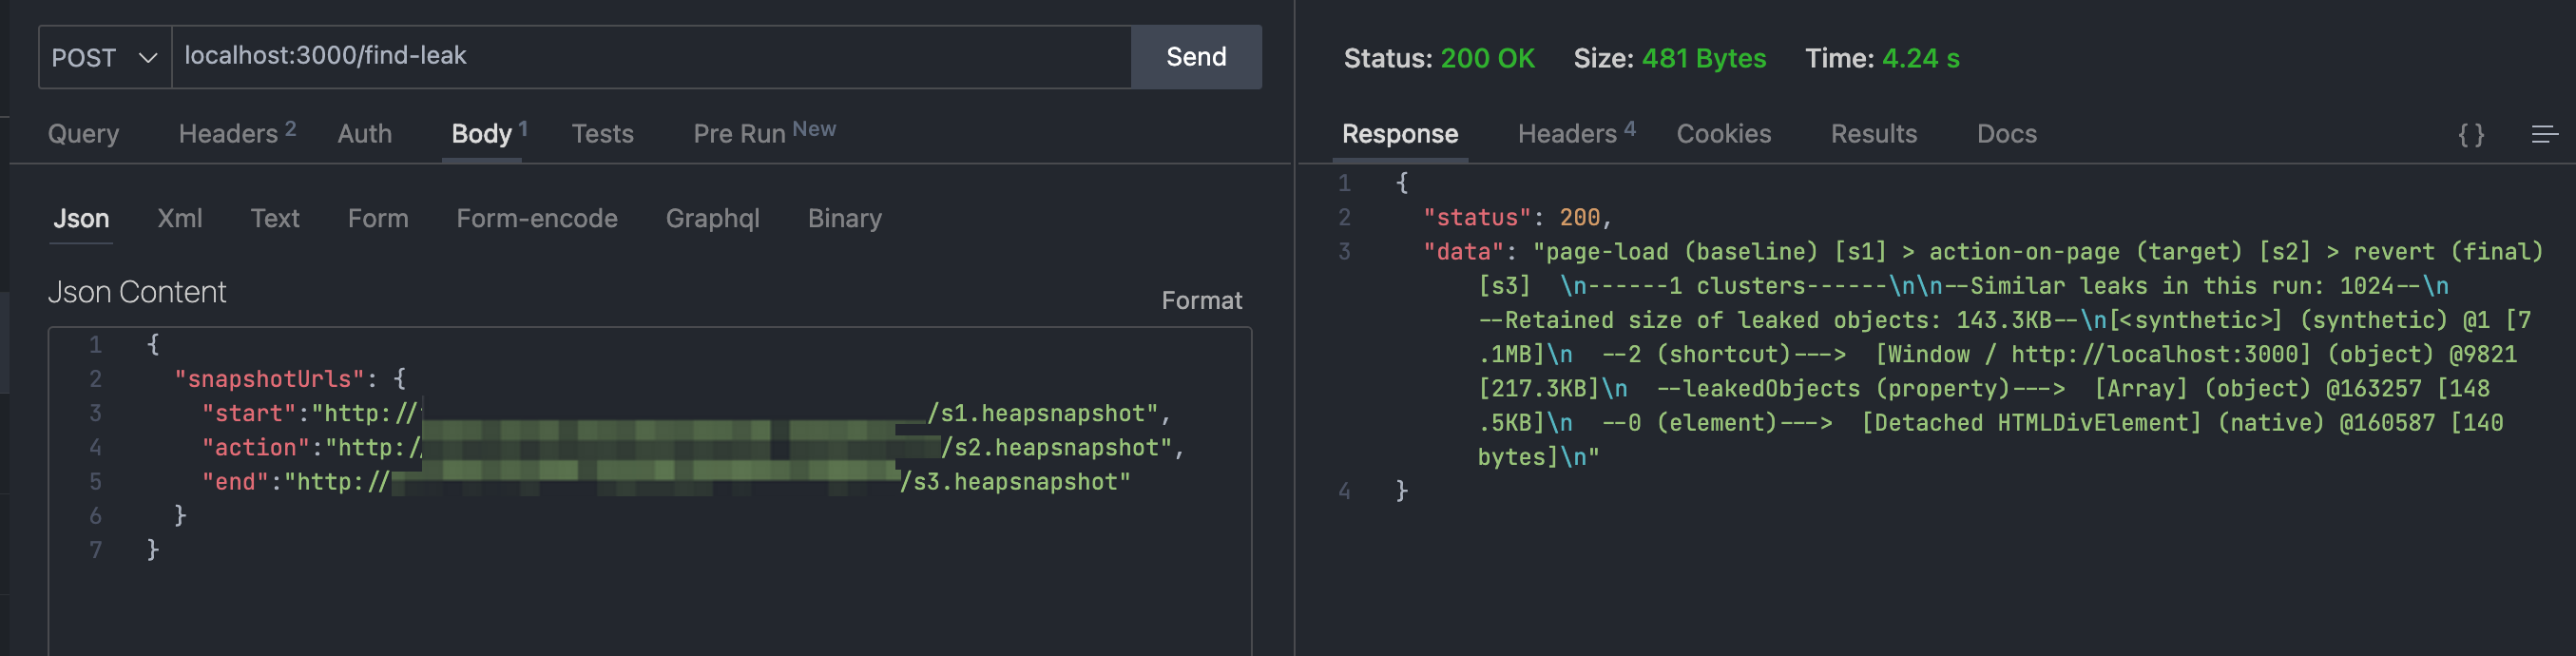 POST
localhost:3000/find-leak
Send
Query Headers 2 Auth Body 1 Tests Pre Run New
Json Xml Text Form Form-encode Graphql Binary
Json Content
Format
1 {
2 "snapshotUrls": {
3 "start":"http:// /s1.heapsnapshot",
4 "action":"http:/ /s2.heapsnapshot",
5 "end":"http:// /s3.heapsnapshot"
6 }
7 }
Status: 200 OK Size: 481 Bytes Time: 4.24 s
Response Headers 4 Cookies Results Docs { }
1 {
2 "status": 200,
3 "data": "page-load (baseline) [s1] > action-on-page (target) [s2] > revert (final)
[s3]  \n------1 clusters------\n\n--Similar leaks in this run: 1024--\n
--Retained size of leaked objects: 143.3KB--\n[<synthetic>] (synthetic) @1 [7
.1MB]\n  --2 (shortcut)--->  [Window / http://localhost:3000] (object) @9821
[217.3KB]\n  --leakedObjects (property)--->  [Array] (object) @163257 [148
.5KB]\n  --0 (element)--->  [Detached HTMLDivElement] (native) @160587 [140
bytes]\n"
4 }